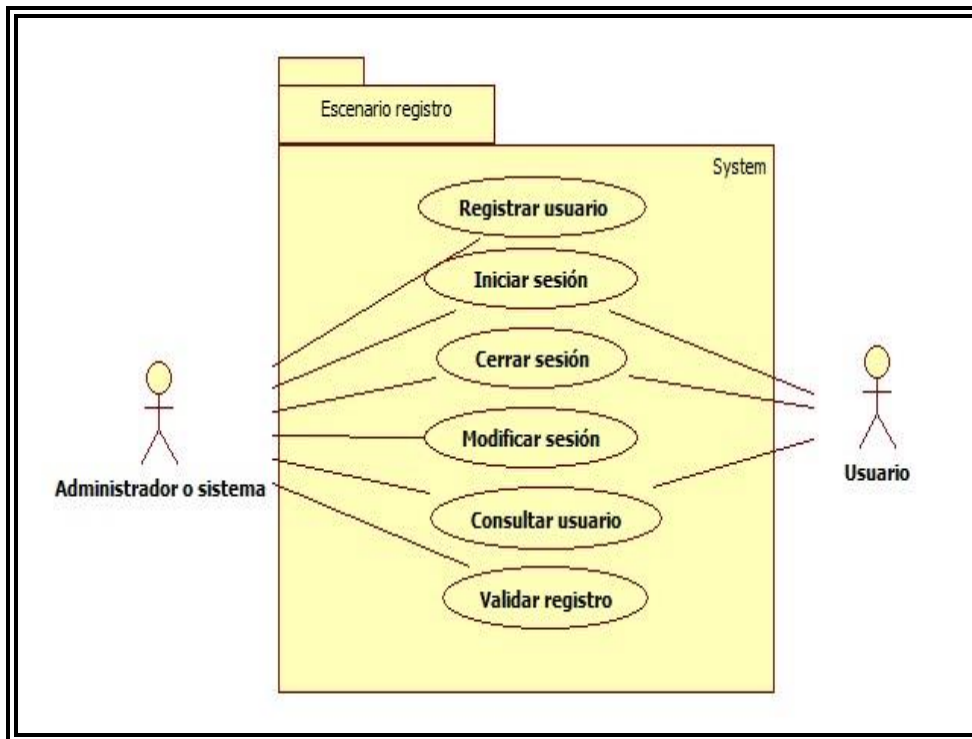 Escenario registro
System
Registrar usuario
Iniciar sesión
Cerrar sesión
Modificar sesión
Consultar usuario
Validar registro
Administrador o sistema
Usuario